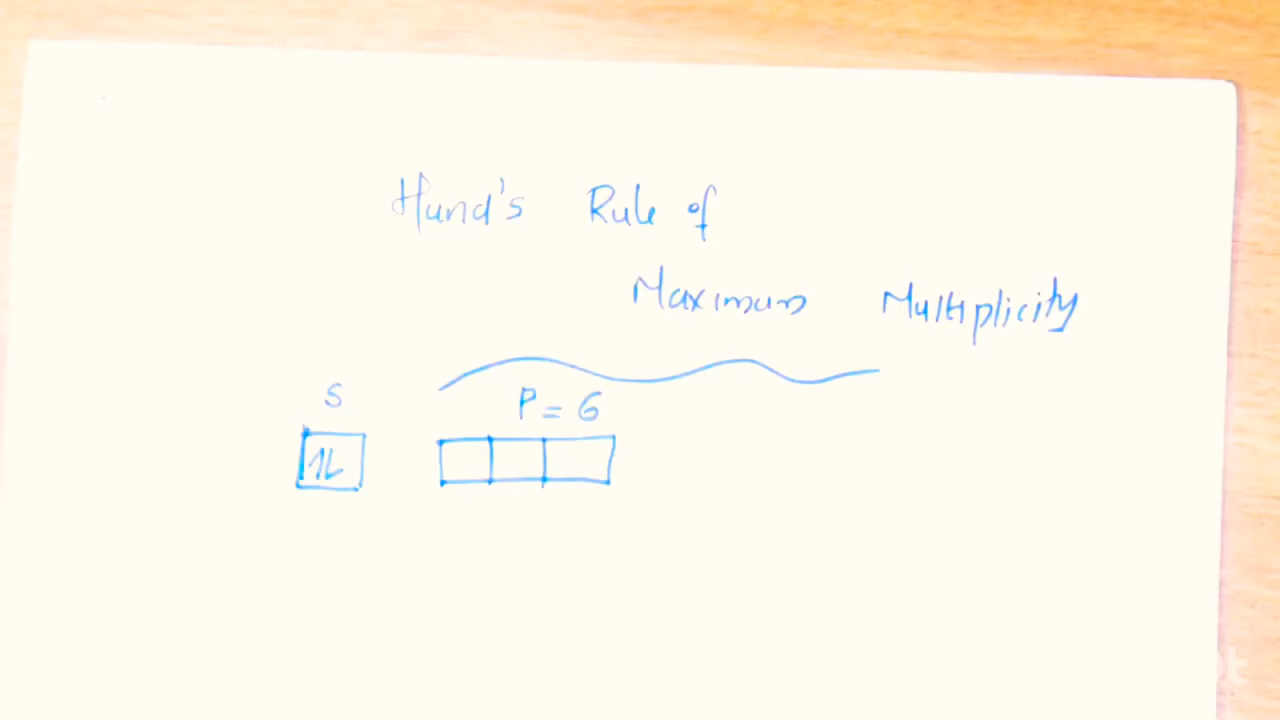 Hund's Rule of
Maximum Multiplicity
S
P = 6
1L